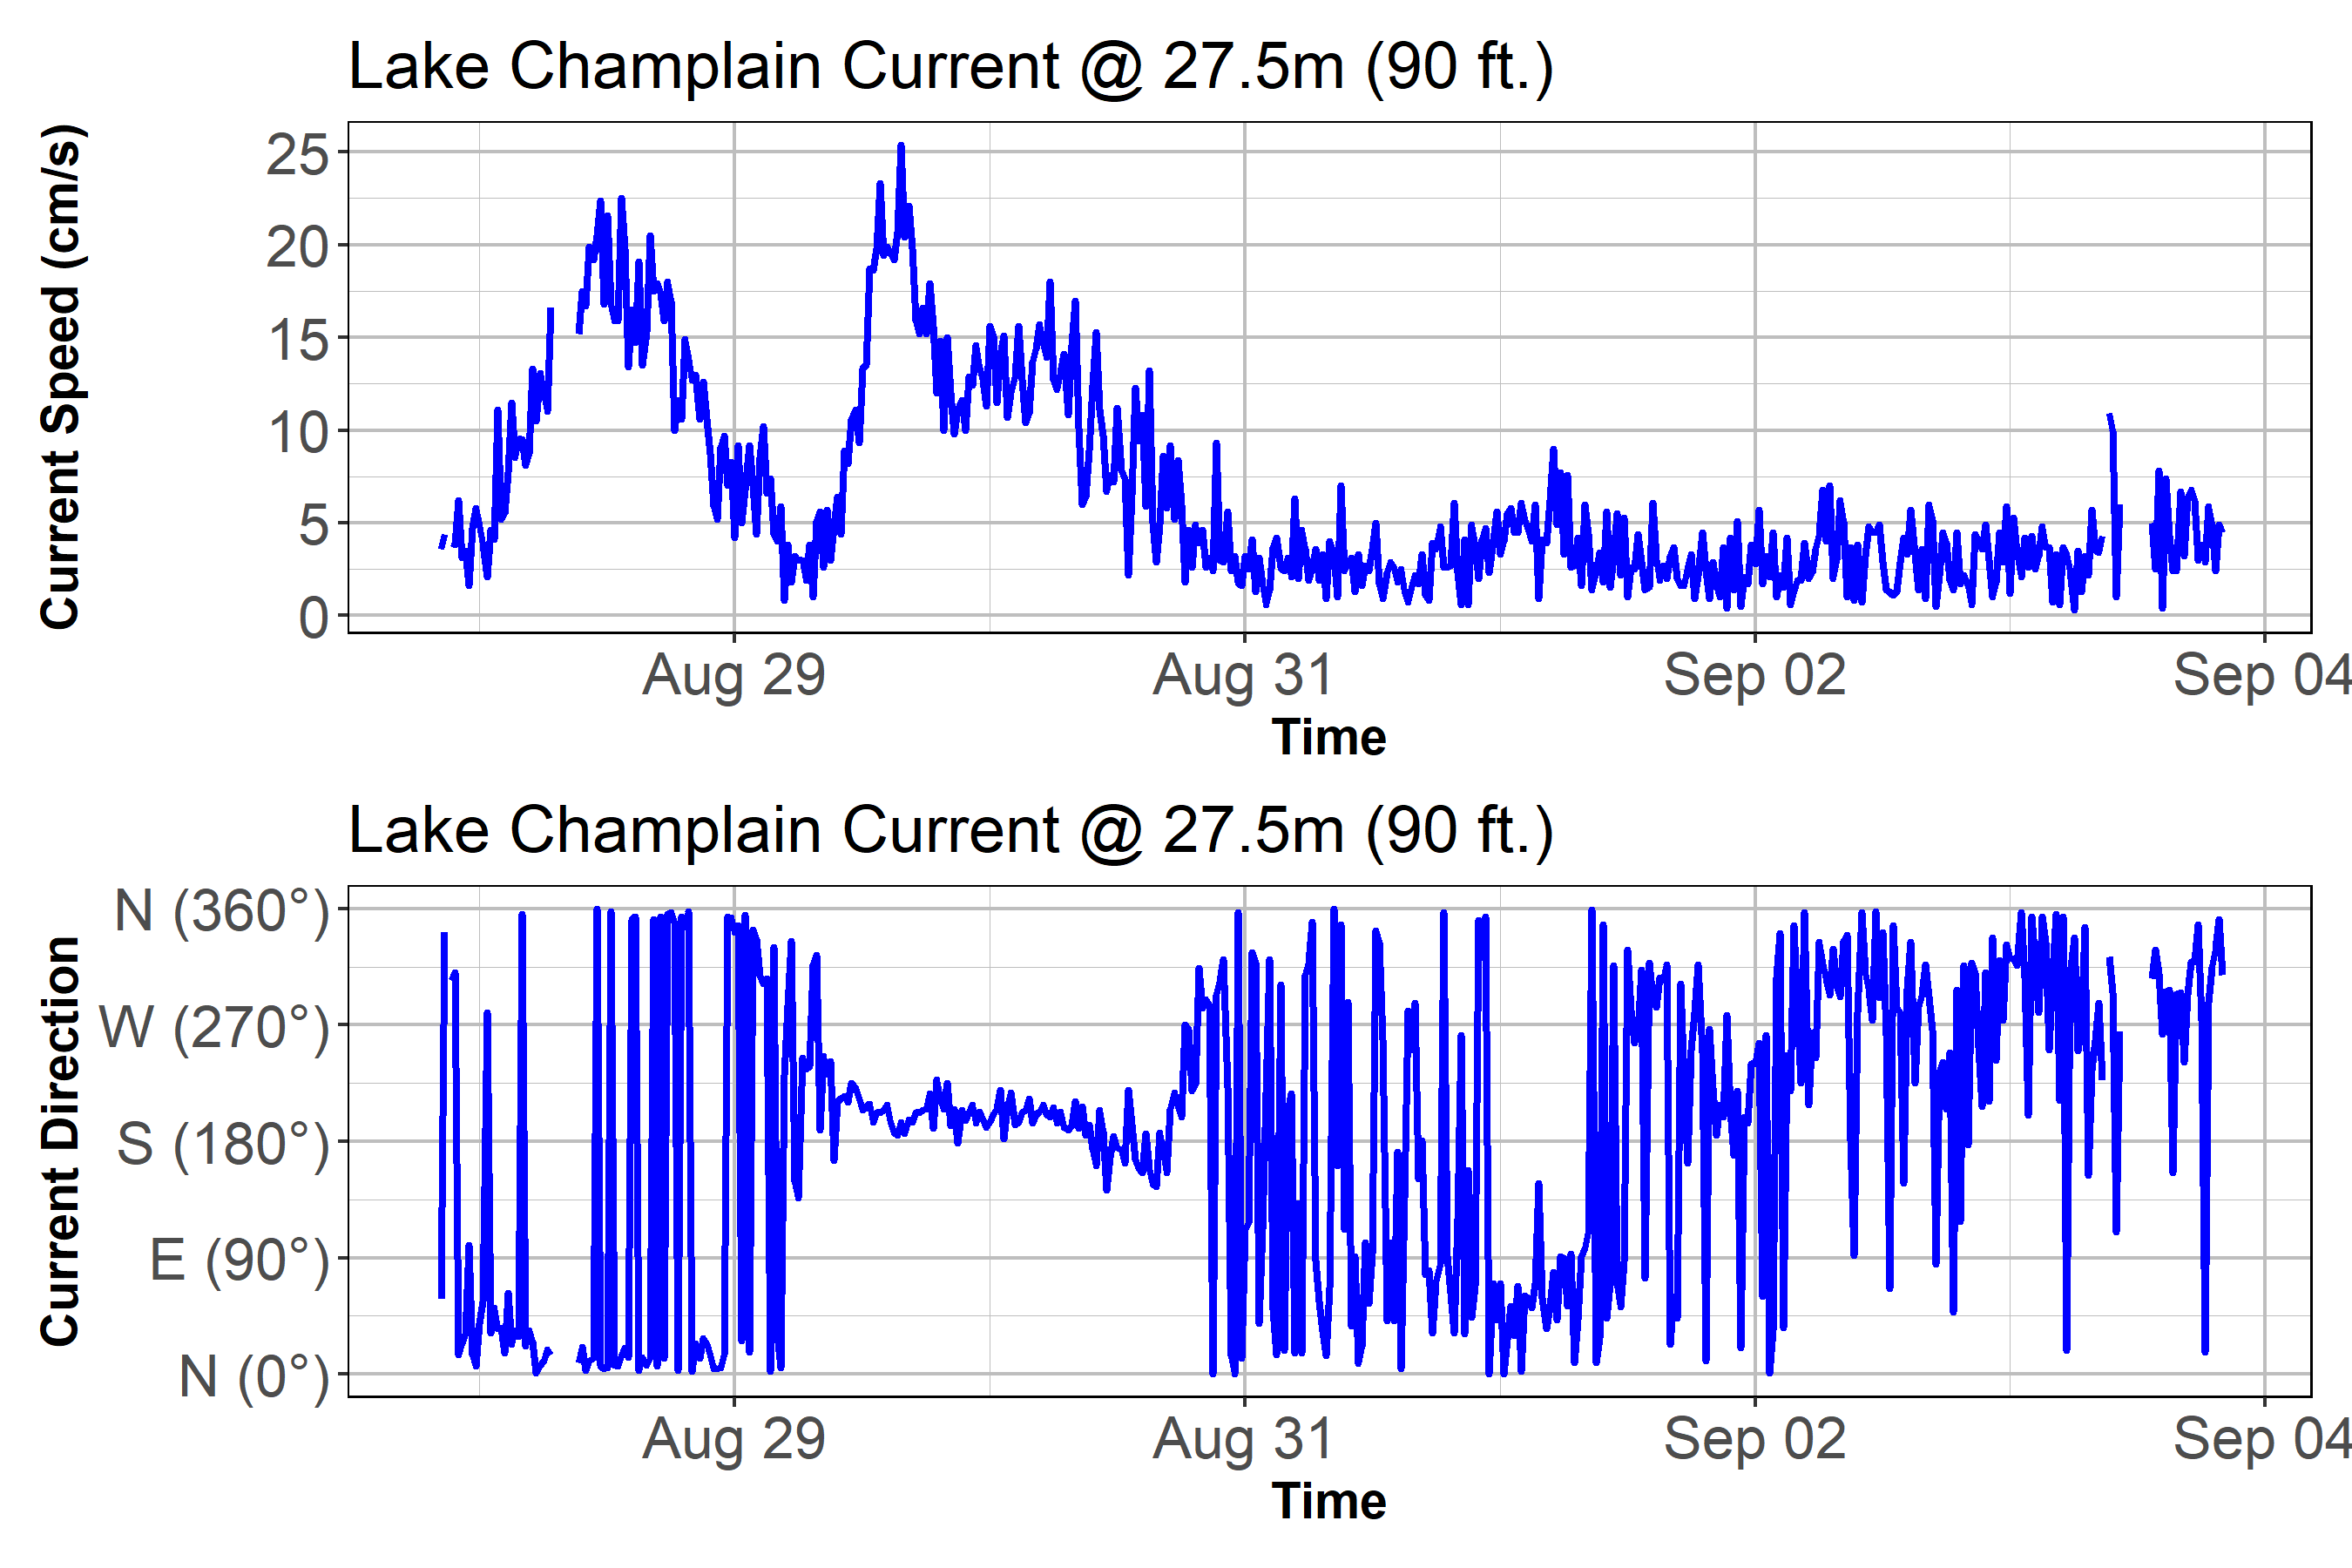 Lake Champlain Current @ 27.5m (90 ft.)
Current Speed (cm/s)
25
20
15
10
5
0
Aug 29 Aug 31 Sep 02 Sep 04
Time
Lake Champlain Current @ 27.5m (90 ft.)
Current Direction
N (360°)
W (270°)
S (180°)
E (90°)
N (0°)
Aug 29 Aug 31 Sep 02 Sep 04
Time